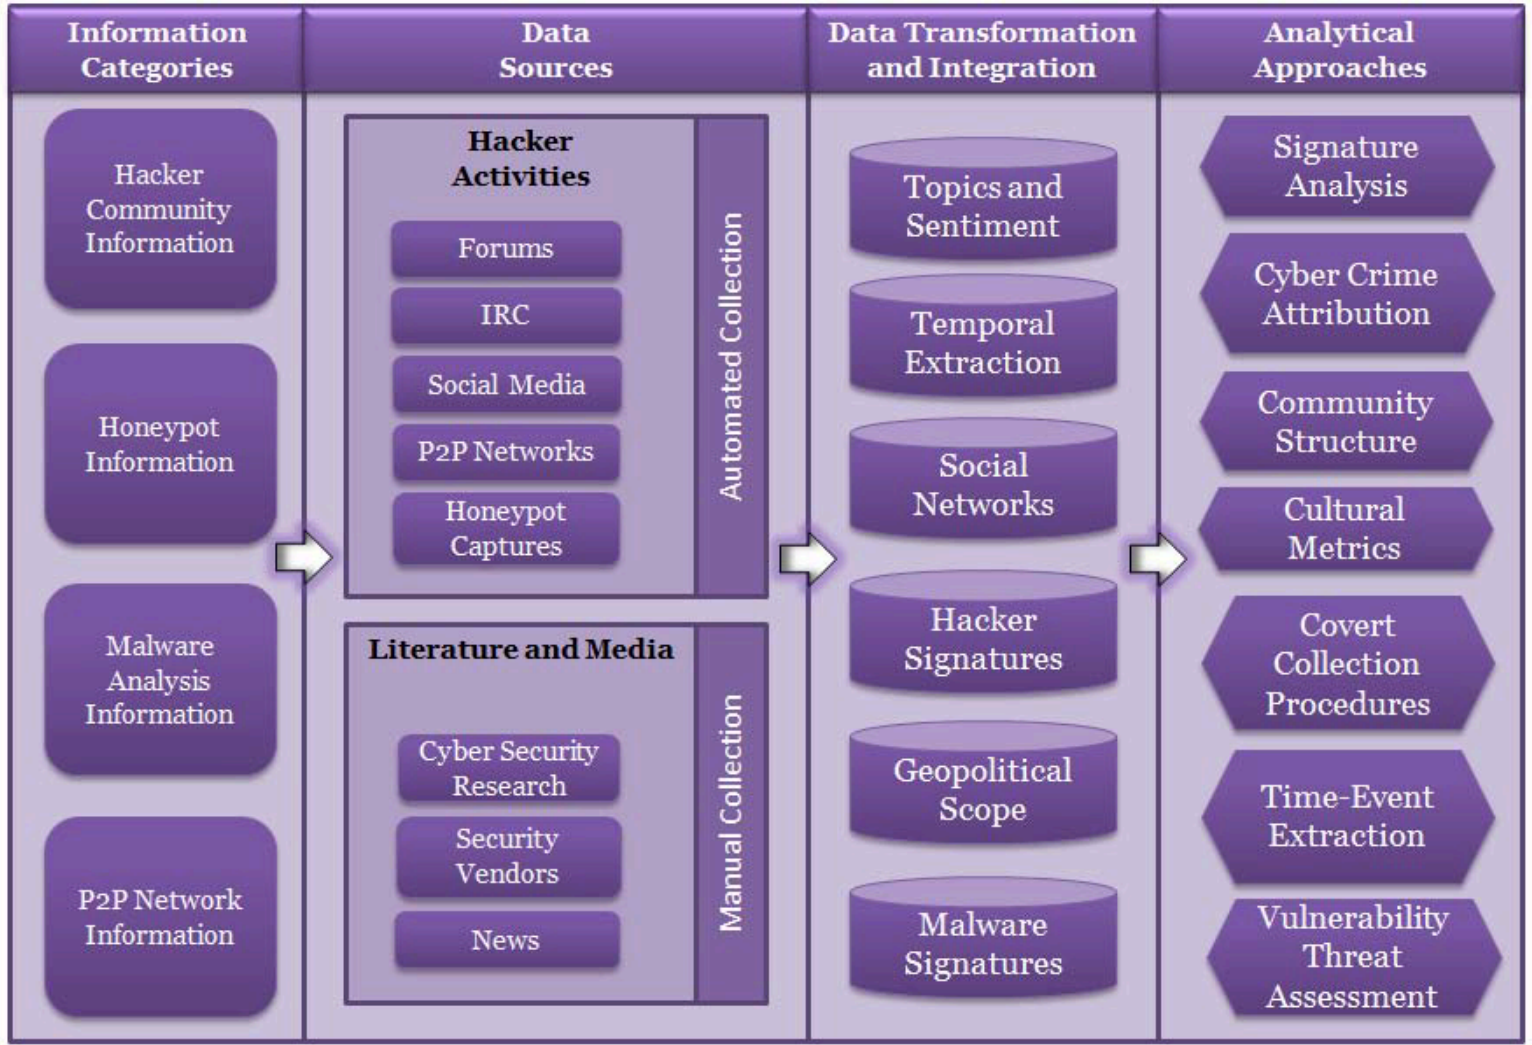 Information
Categories
Data
Sources
Data Transformation
and Integration
Analytical
Approaches
Hacker
Community
Information
Honeypot
Information
Malware
Analysis
Information
P2P Network
Information
Hacker
Activities
Forums
IRC
Social Media
P2P Networks
Honeypot
Captures
Automated Collection
Literature and Media
Cyber Security
Research
Security
Vendors
News
Manual Collection
Topics and
Sentiment
Temporal
Extraction
Social
Networks
Hacker
Signatures
Geopolitical
Scope
Malware
Signatures
Signature
Analysis
Cyber Crime
Attribution
Community
Structure
Cultural
Metrics
Covert
Collection
Procedures
Time-Event
Extraction
Vulnerability
Threat
Assessment